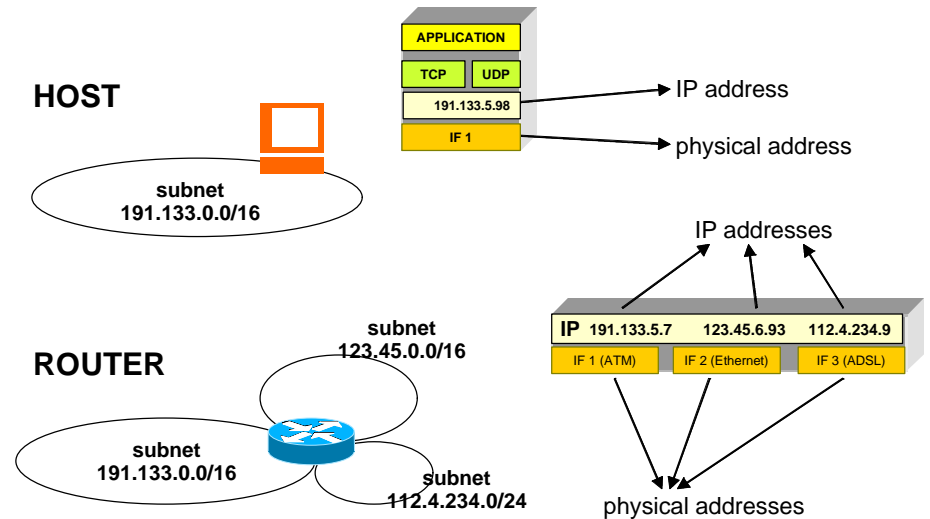 HOST
APPLICATION
TCP
UDP
191.133.5.98
IF 1
IP address
physical address
subnet
191.133.0.0/16
IP addresses
IP 191.133.5.7 123.45.6.93 112.4.234.9
IF 1 (ATM)
IF 2 (Ethernet)
IF 3 (ADSL)
physical addresses
ROUTER
subnet
123.45.0.0/16
subnet
191.133.0.0/16
subnet
112.4.234.0/24